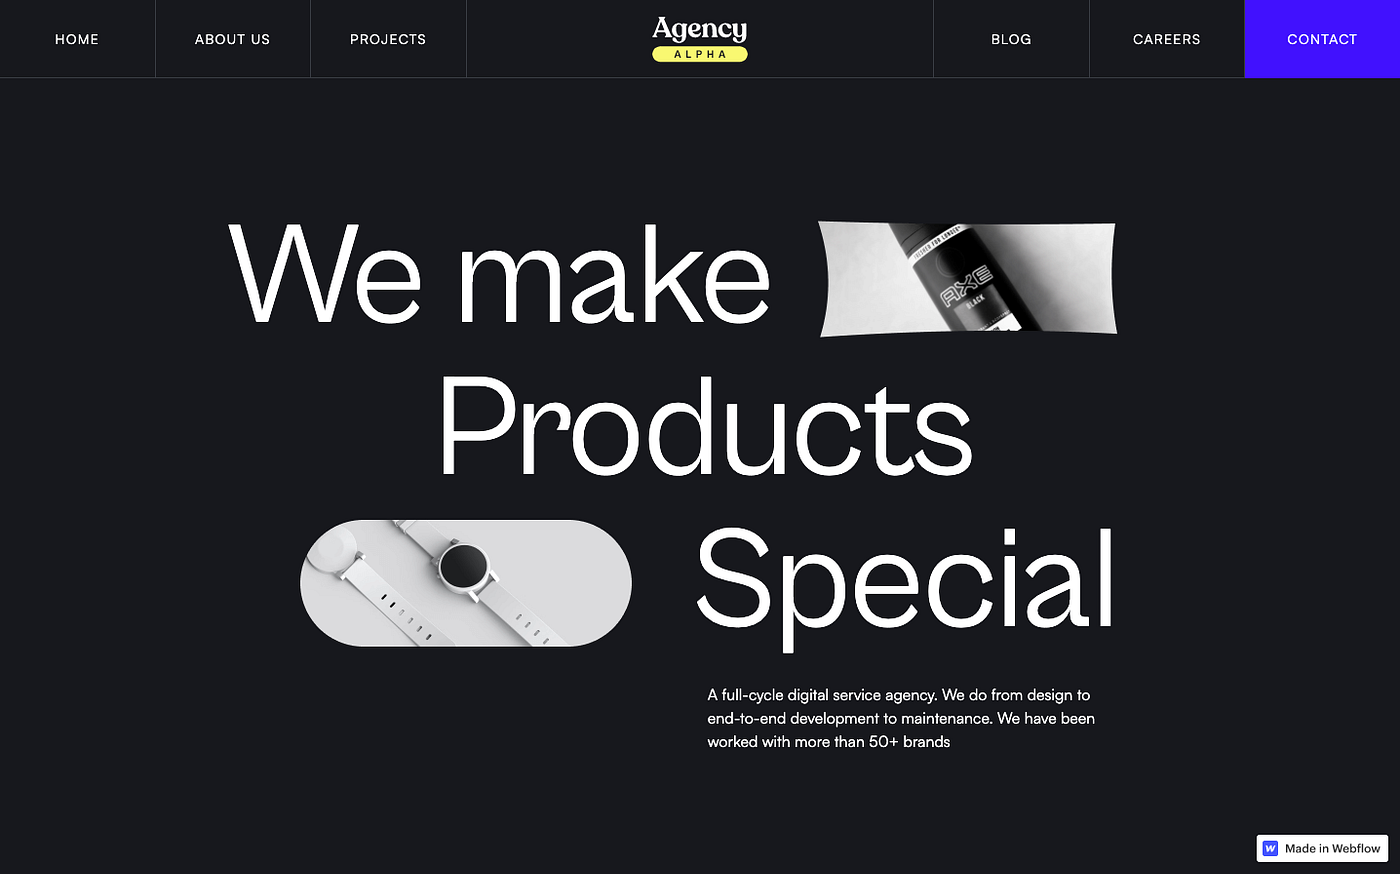 HOME
ABOUT US
PROJECTS
Agency
ALPHA
BLOG
CAREERS
CONTACT
We make
AXE
BLACK
Products
Special
A full-cycle digital service agency. We do from design to
end-to-end development to maintenance. We have been
worked with more than 50+ brands
Made in Webflow